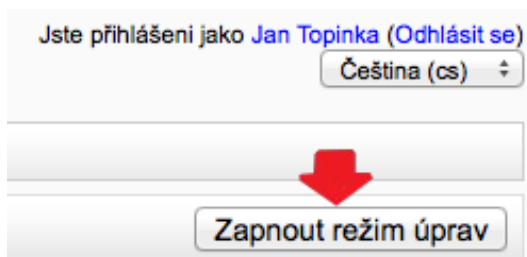 Jste přihlášeni jako Jan Topinka (Odhlásit se)
Čeština (cs)
Zapnout režim úprav